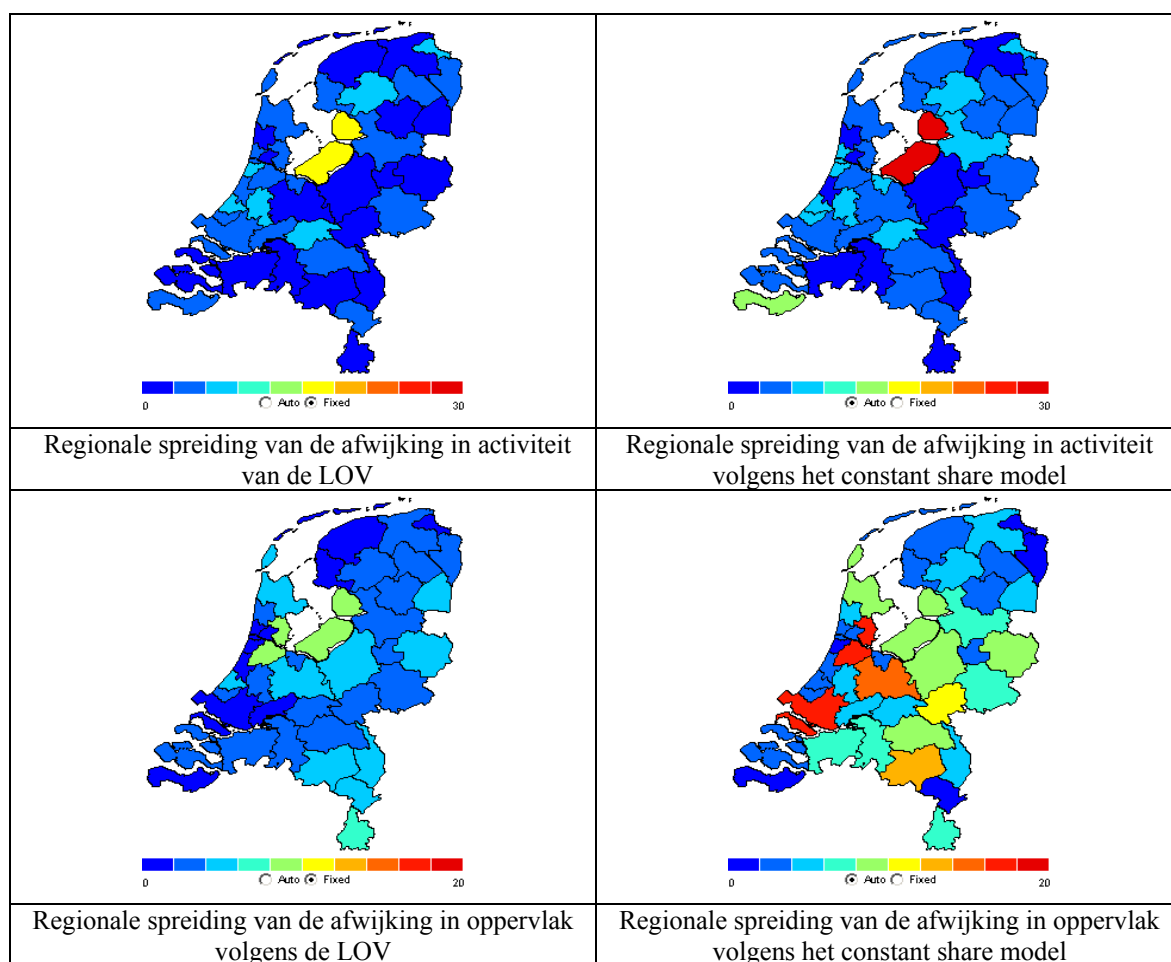 0 30
Auto Fixed
0 30
Auto Fixed
Regionale spreiding van de afwijking in activiteit
van de LOV
Regionale spreiding van de afwijking in activiteit
volgens het constant share model
0 20
Auto Fixed
0 20
Auto Fixed
Regionale spreiding van de afwijking in oppervlak
volgens de LOV
Regionale spreiding van de afwijking in oppervlak
volgens het constant share model